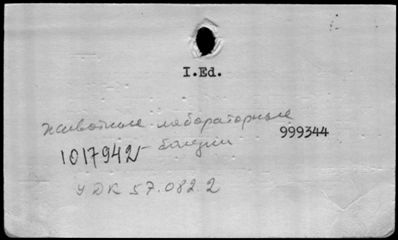 I.Ed.
животные лабораторные
999344
1017942 - болезни
УДК 57.082.2